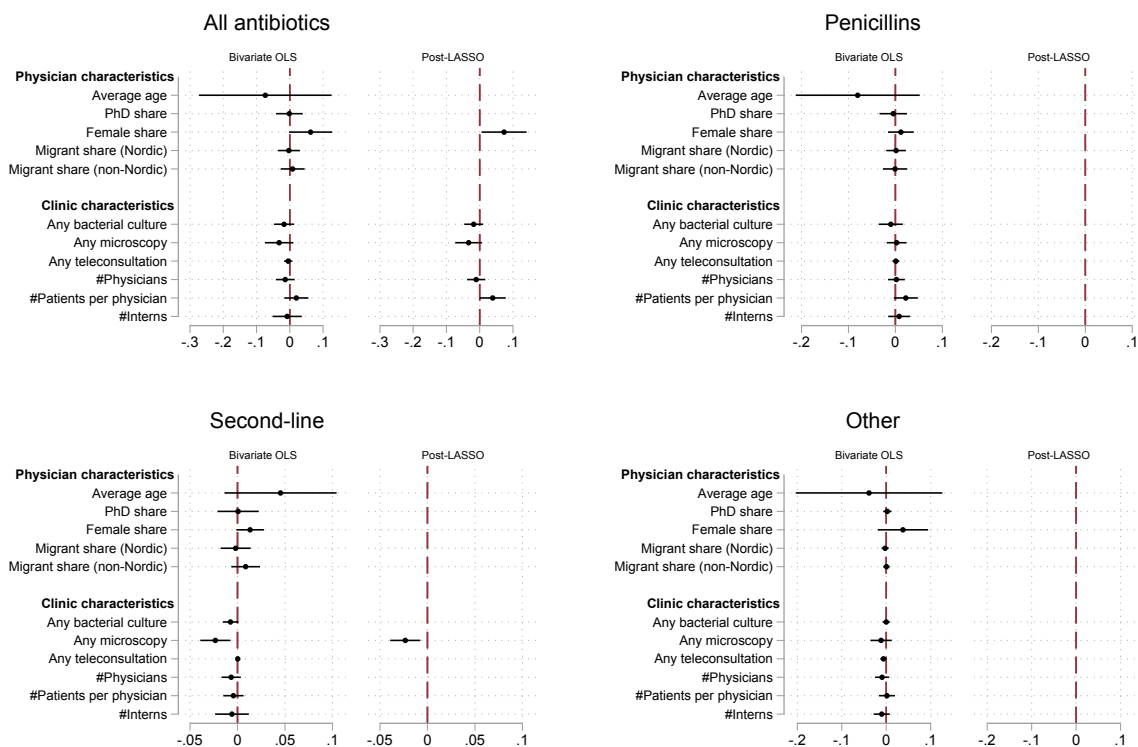 All antibiotics
Bivariate OLS Post-LASSO
Physician characteristics
Average age
PhD share
Female share
Migrant share (Nordic)
Migrant share (non-Nordic)
Clinic characteristics
Any bacterial culture
Any microscopy
Any teleconsultation
#Physicians
#Patients per physician
#Interns
-.3 -.2 -.1 0 .1 -.3 -.2 -.1 0 .1
Penicillins
Bivariate OLS Post-LASSO
Physician characteristics
Average age
PhD share
Female share
Migrant share (Nordic)
Migrant share (non-Nordic)
Clinic characteristics
Any bacterial culture
Any microscopy
Any teleconsultation
#Physicians
#Patients per physician
#Interns
-.2 -.1 0 .1 -.2 -.1 0 .1
Second-line
Bivariate OLS Post-LASSO
Physician characteristics
Average age
PhD share
Female share
Migrant share (Nordic)
Migrant share (non-Nordic)
Clinic characteristics
Any bacterial culture
Any microscopy
Any teleconsultation
#Physicians
#Patients per physician
#Interns
-.05 0 .05 .1 -.05 0 .05 .1
Other
Bivariate OLS Post-LASSO
Physician characteristics
Average age
PhD share
Female share
Migrant share (Nordic)
Migrant share (non-Nordic)
Clinic characteristics
Any bacterial culture
Any microscopy
Any teleconsultation
#Physicians
#Patients per physician
#Interns
-.2 -.1 0 .1 -.2 -.1 0 .1